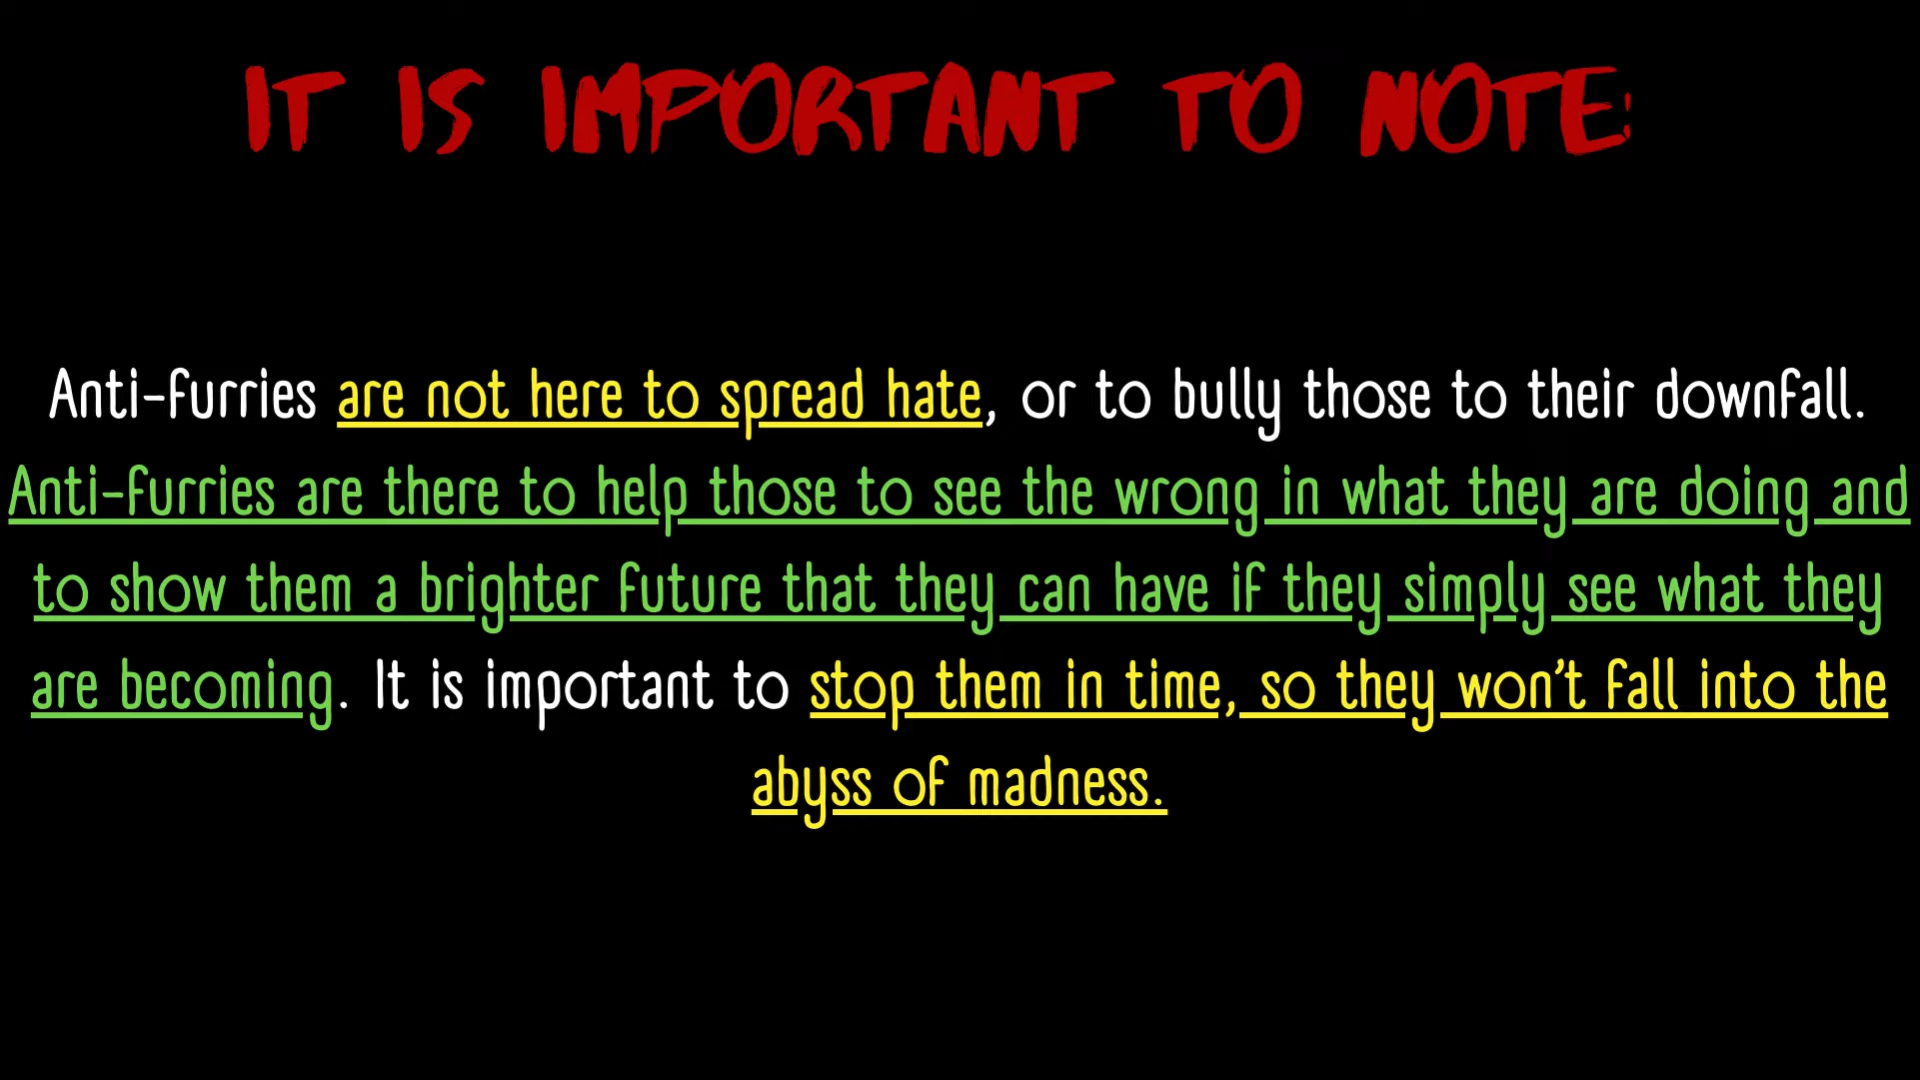 IT IS IMPORTANT TO NOTE:
Anti-furries are not here to spread hate, or to bully those to their downfall.
Anti-furries are there to help those to see the wrong in what they are doing and
to show them a brighter future that they can have if they simply see what they
are becoming. It is important to stop them in time, so they won't fall into the
abyss of madness.